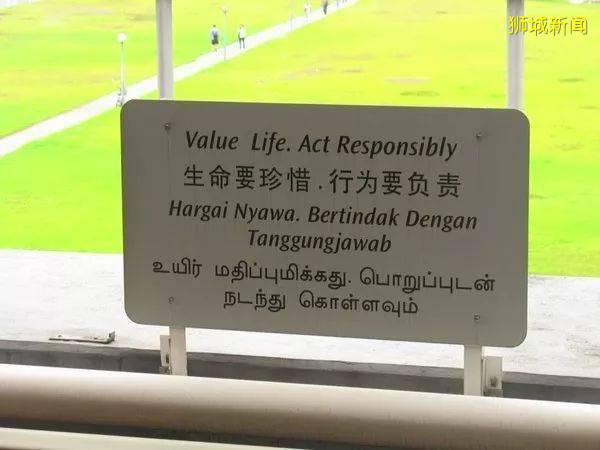 狮城新闻
Value Life. Act Responsibly
生命要珍惜.行为要负责
Hargai Nyawa. Bertindak Dengan
Tanggungjawab
உயிர் மதிப்புமிக்கது. பொறுப்புடன்
நடந்து கொள்ளவும்